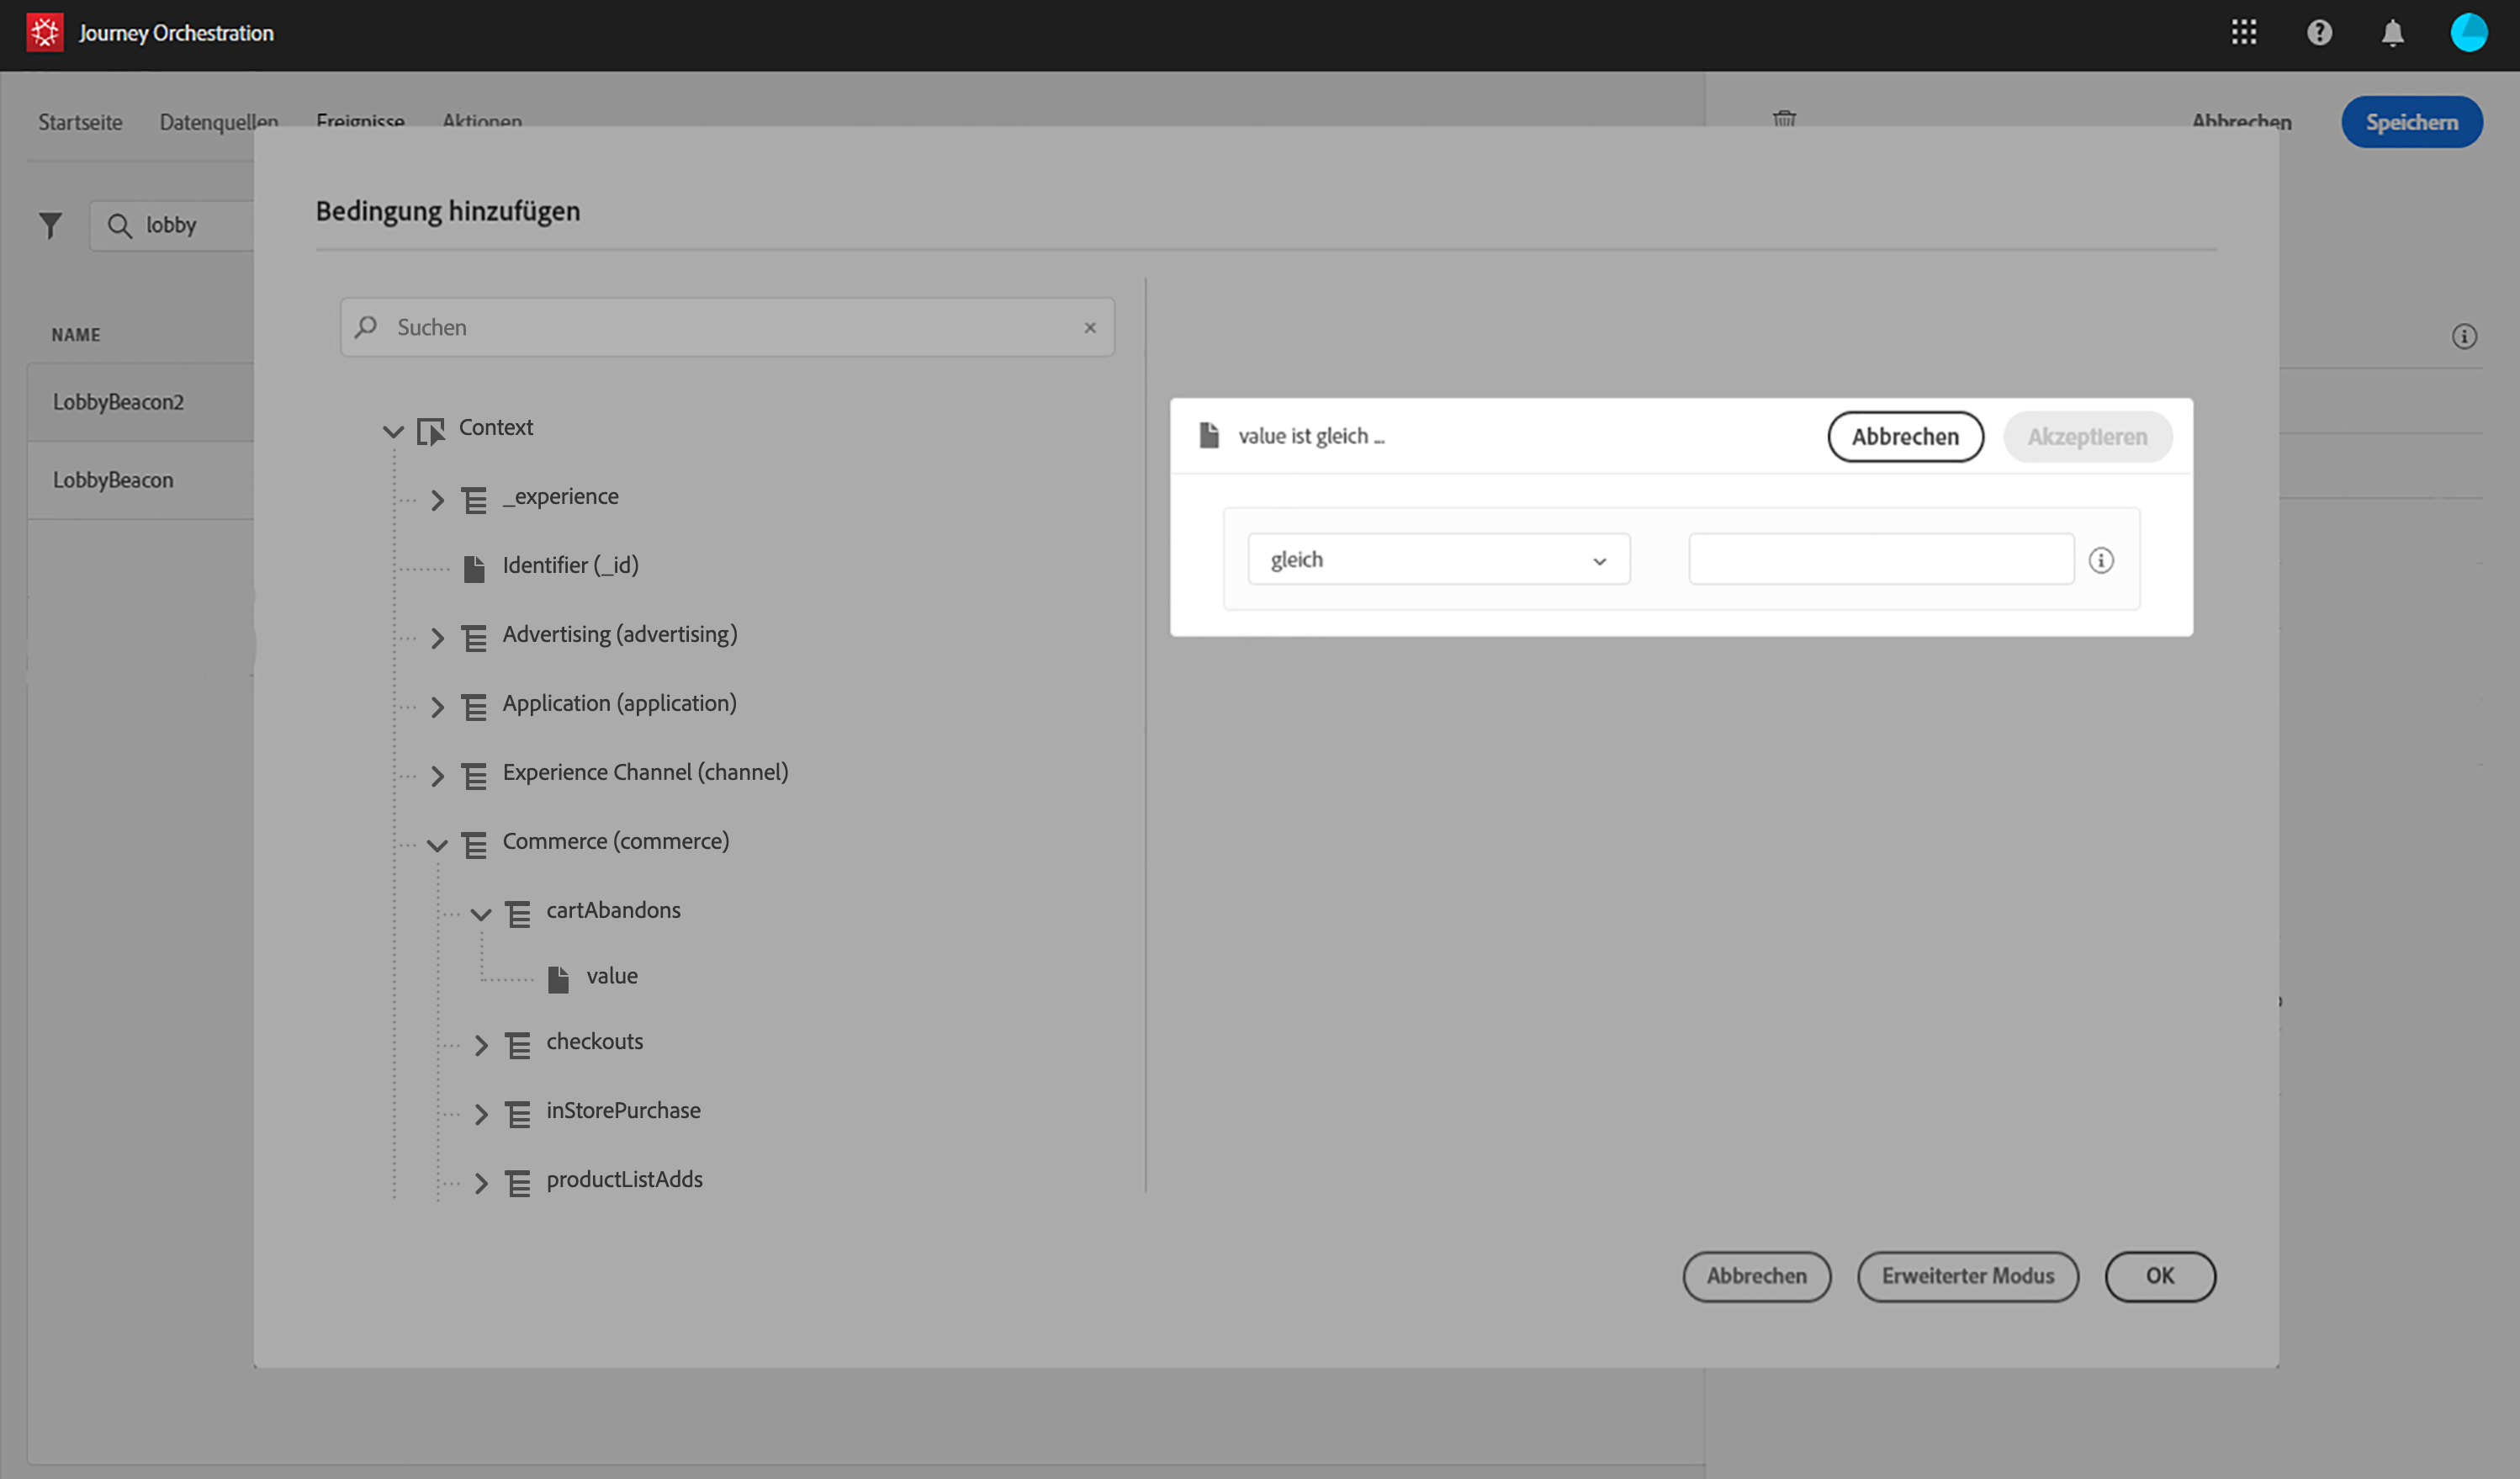 Journey Orchestration
Startseite Datenquellen Ereignisse Aktionen Abbrechen Speichern
lobby
NAME
LobbyBeacon2
LobbyBeacon
Bedingung hinzufügen
Suchen
Context
_experience
Identifier (_id)
Advertising (advertising)
Application (application)
Experience Channel (channel)
Commerce (commerce)
cartAbandons
value
checkouts
inStorePurchase
productListAdds
value ist gleich ... Abbrechen Akzeptieren
gleich
Abbrechen Erweiterter Modus OK